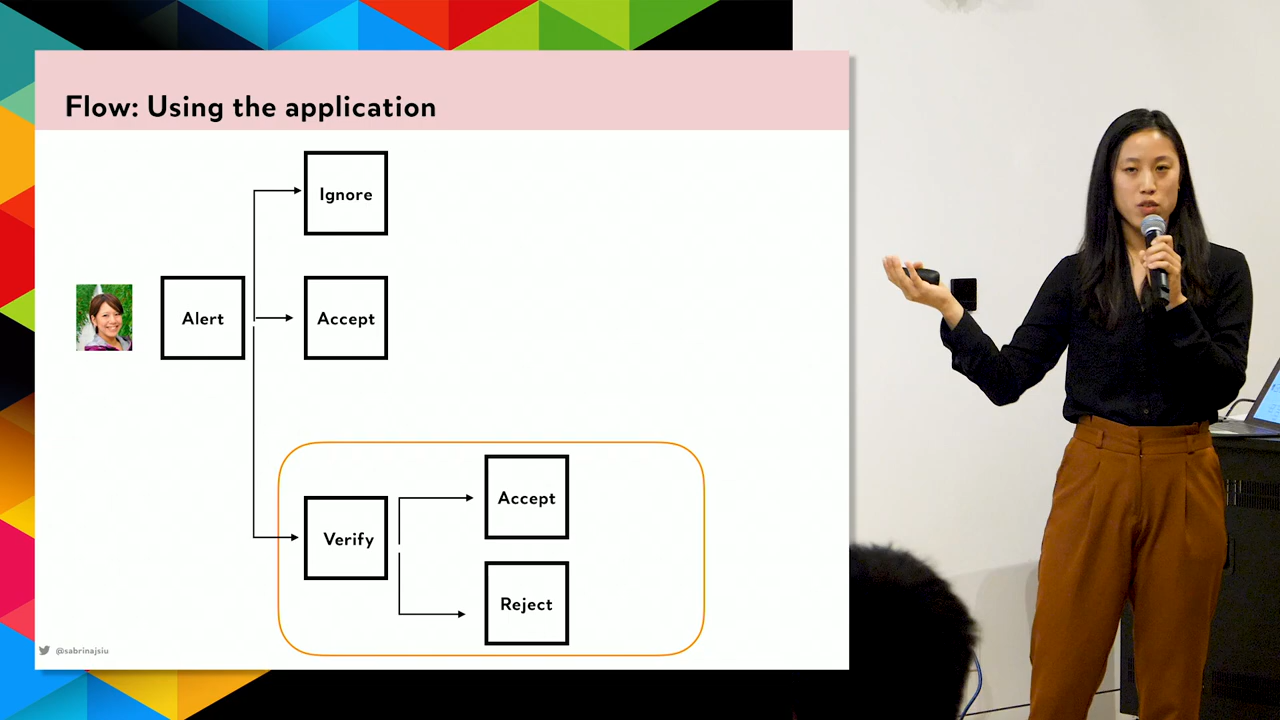 Flow: Using the application
Ignore
Alert
Accept
Verify
Accept
Reject
@sabrinajsiu